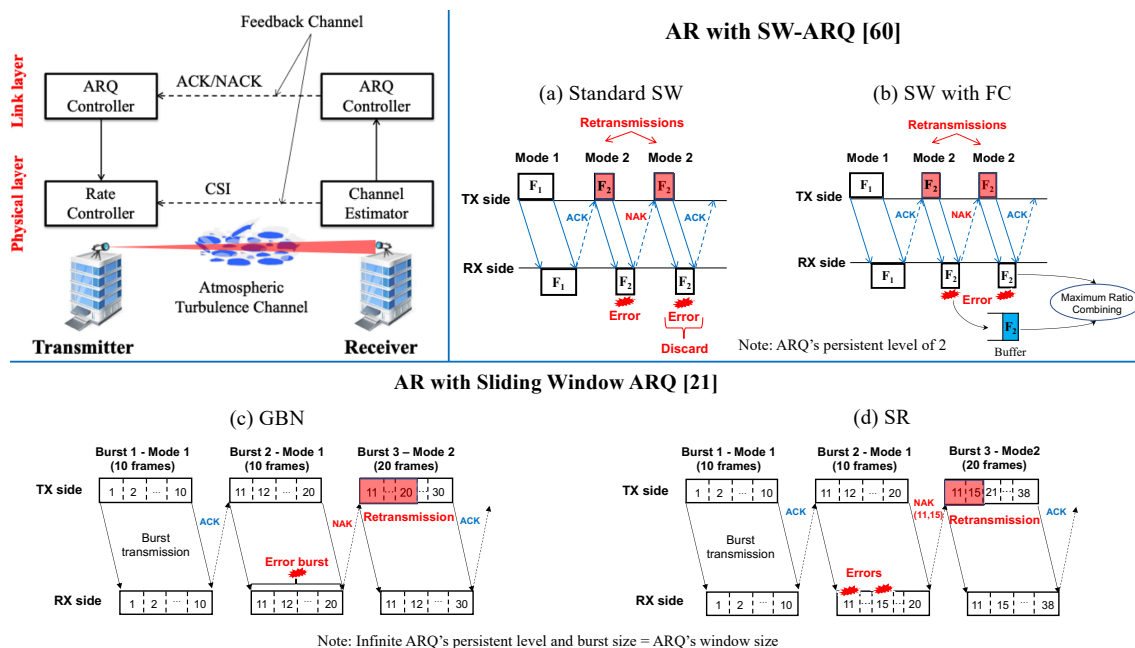 Feedback Channel
Link layer
ARQ
Controller
ACK/NACK
ARQ
Controller
Physical layer
Rate
Controller
CSI
Channel
Estimator
Atmospheric
Turbulence Channel
Transmitter
Receiver
AR with SW-ARQ [60]
(a) Standard SW
Retransmissions
Mode 1 Mode 2 Mode 2
F1 F2 F2
TX side
ACK NAK ACK
RX side
F2 F2
F1
Error Error
Discard
(b) SW with FC
Retransmissions
Mode 1 Mode 2 Mode 2
F1 F2 F2
TX side
ACK NAK ACK
RX side
F1 F2 F2
Error
Maximum Ratio
Combining
F2
Buffer
Note: ARQ's persistent level of 2
AR with Sliding Window ARQ [21]
(c) GBN
Burst 1 - Mode 1
(10 frames)
Burst 2 - Mode 1
(10 frames)
Burst 3 – Mode 2
(20 frames)
TX side
1 2 ... 10
11 12 ... 20
11 ... 20 ... 30
Retransmission
ACK NAK ACK
Burst
transmission
Error burst
RX side
1 2 ... 10
11 12 ... 20
11 12 ... 30
(d) SR
Burst 1 - Mode 1
(10 frames)
Burst 2 - Mode 1
(10 frames)
Burst 3 - Mode2
(20 frames)
TX side
1 2 ... 10
11 12 ... 20
11 15 21 ... 38
ACK
NAK
(11,15)
Retransmission
ACK
Burst
transmission
Errors
RX side
1 2 ... 10
11 ... 15 ... 20
11 15 ... 38
Note: Infinite ARQ's persistent level and burst size = ARQ's window size